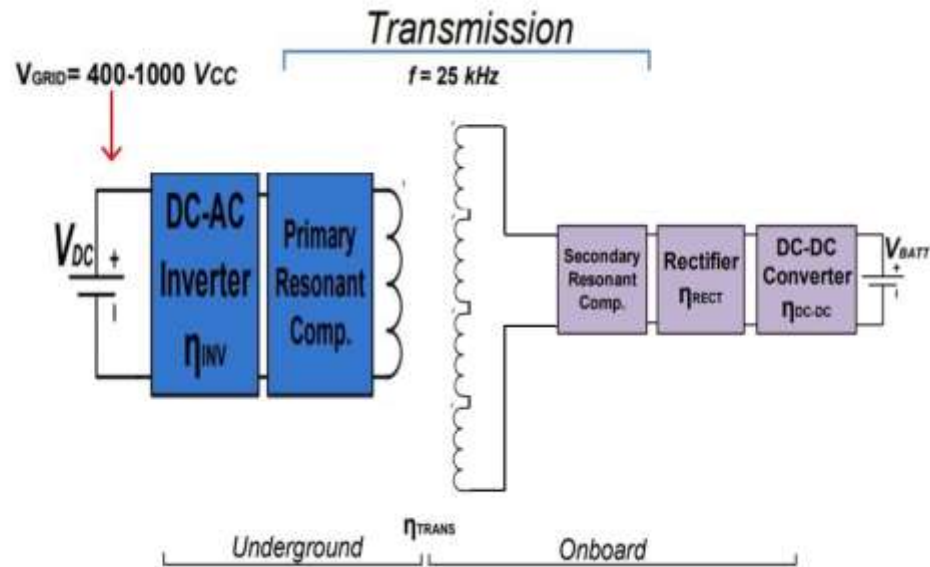 Transmission
VGRID= 400-1000 VCC
f = 25 kHz
VDC
+
DC-AC
Inverter
ηINV
Primary
Resonant
Comp.
Secondary
Resonant
Comp.
Rectifier
ηRECT
DC-DC
Converter
ηDC-DC
VBATT
+
ηTRANS
Underground
Onboard